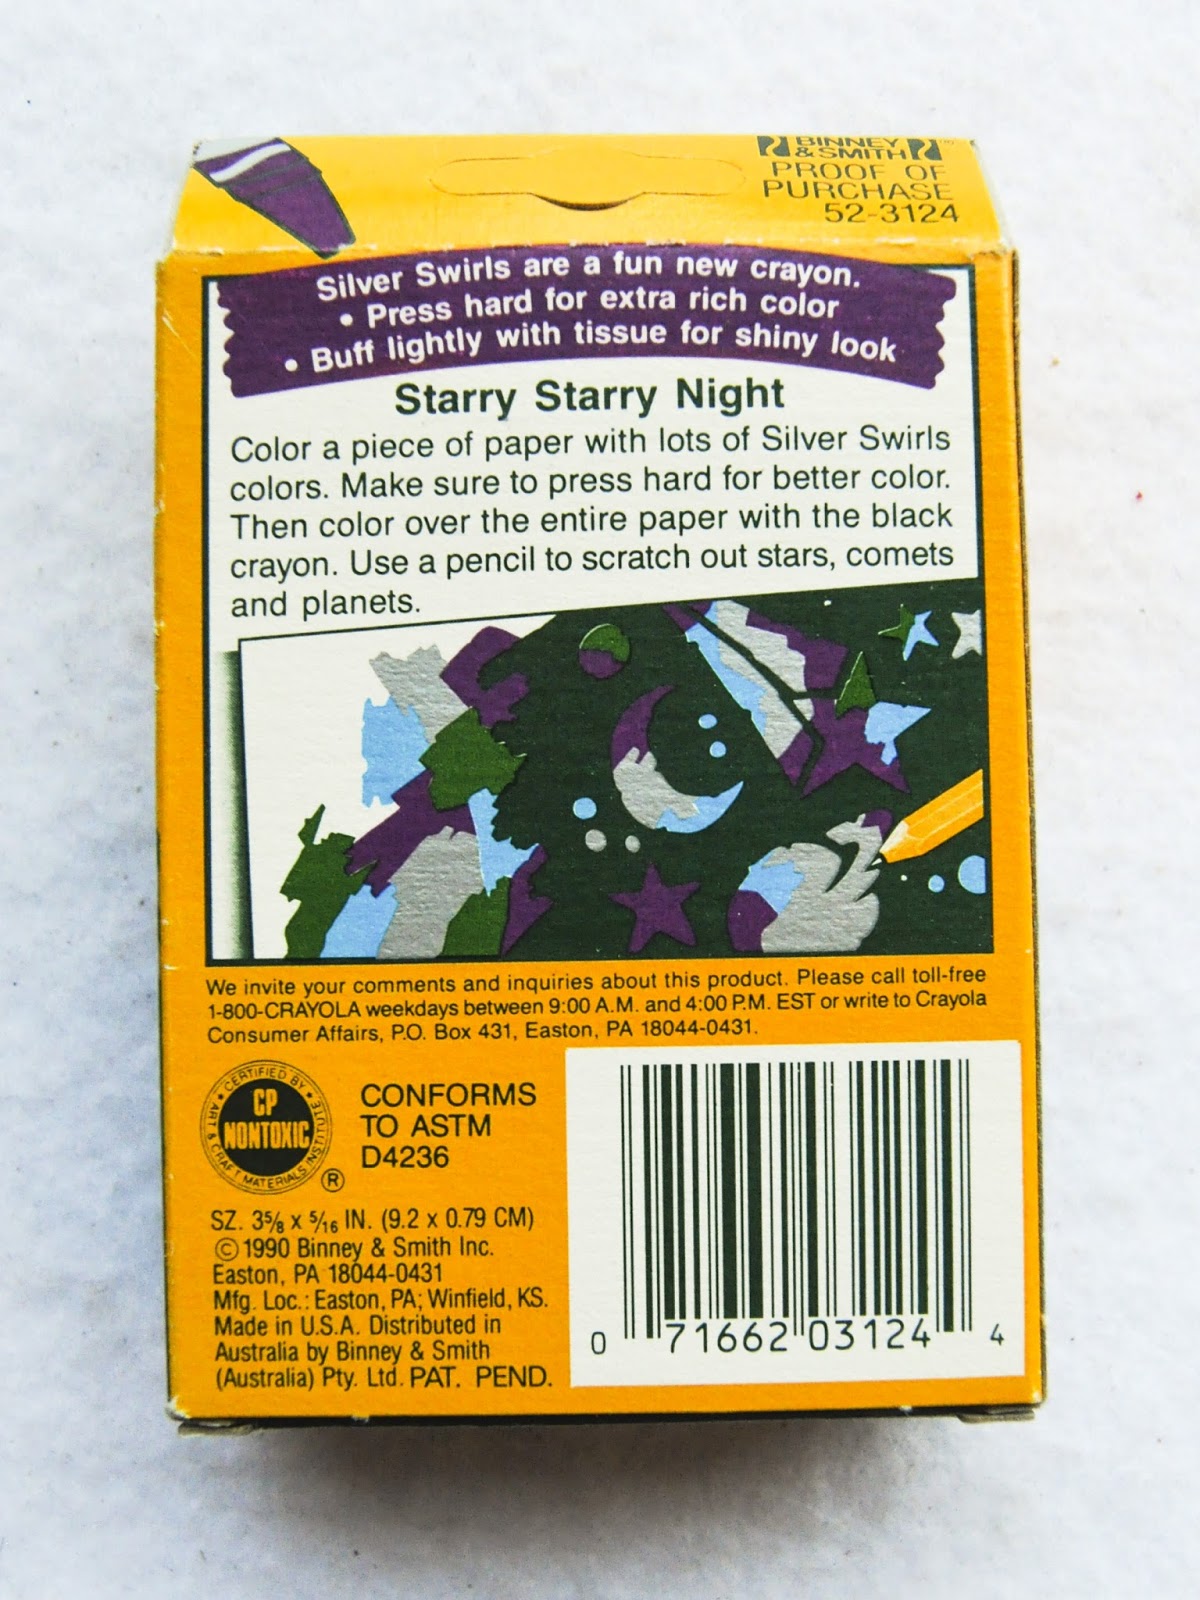 BINNEY
& SMITH
PROOF OF
PURCHASE
52-3124
Silver Swirls are a fun new crayon.
• Press hard for extra rich color
• Buff lightly with tissue for shiny look
Starry Starry Night
Color a piece of paper with lots of Silver Swirls
colors. Make sure to press hard for better color.
Then color over the entire paper with the black
crayon. Use a pencil to scratch out stars, comets
and planets.
We invite your comments and inquiries about this product. Please call toll-free
1-800-CRAYOLA weekdays between 9:00 A.M. and 4:00 P.M. EST or write to Crayola
Consumer Affairs, P.O. Box 431, Easton, PA 18044-0431.
CERTIFIED BY
ART & CRAFT MATERIALS INSTITUTE
CP
NONTOXIC
®
CONFORMS
TO ASTM
D4236
SZ. 3⅝ x 5/16 IN. (9.2 x 0.79 CM)
© 1990 Binney & Smith Inc.
Easton, PA 18044-0431
Mfg. Loc.: Easton, PA; Winfield, KS.
Made in U.S.A. Distributed in
Australia by Binney & Smith
(Australia) Pty. Ltd. PAT. PEND.
0 71662 03124 4